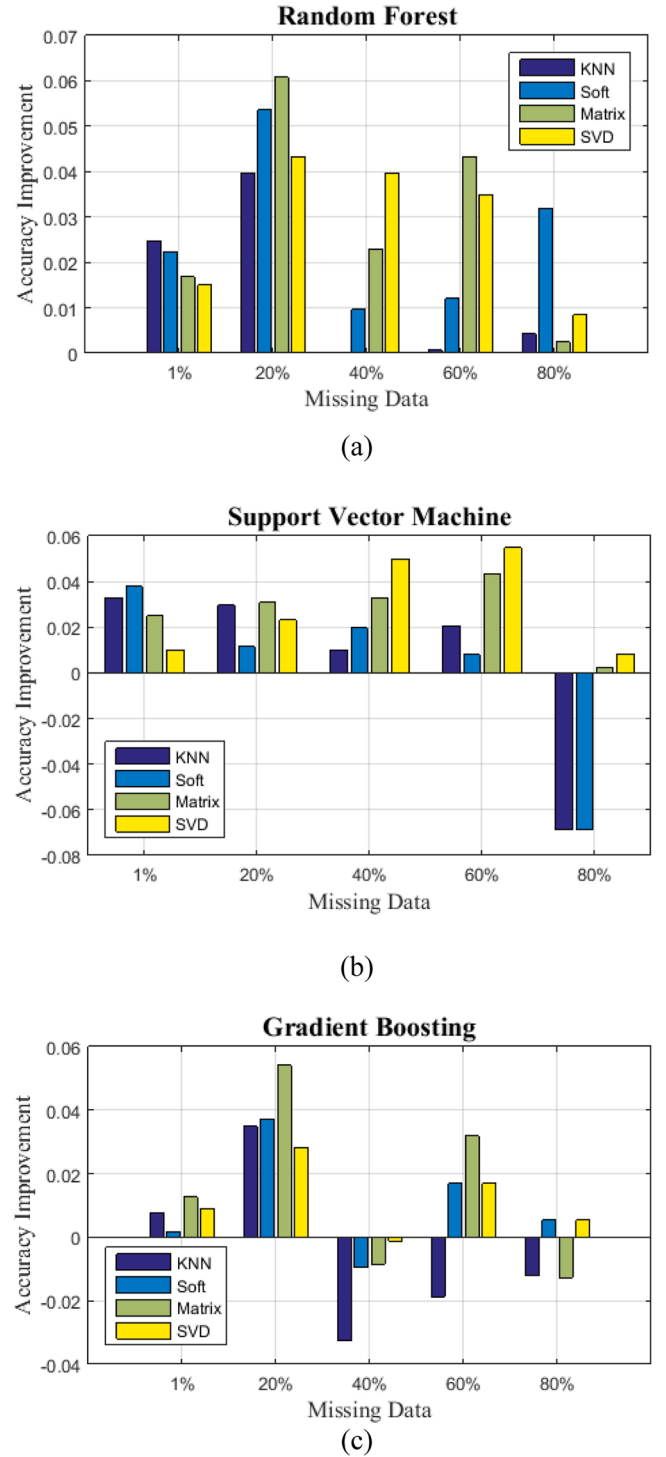 Random Forest
0.07
0.06
0.05
0.04
0.03
0.02
0.01
0
Accuracy Improvement
KNN
Soft
Matrix
SVD
1% 20% 40% 60% 80%
Missing Data
(a)
Support Vector Machine
0.06
0.04
0.02
0
-0.02
-0.04
-0.06
-0.08
Accuracy Improvement
KNN
Soft
Matrix
SVD
1% 20% 40% 60% 80%
Missing Data
(b)
Gradient Boosting
0.06
0.04
0.02
0
-0.02
-0.04
Accuracy Improvement
KNN
Soft
Matrix
SVD
1% 20% 40% 60% 80%
Missing Data
(c)